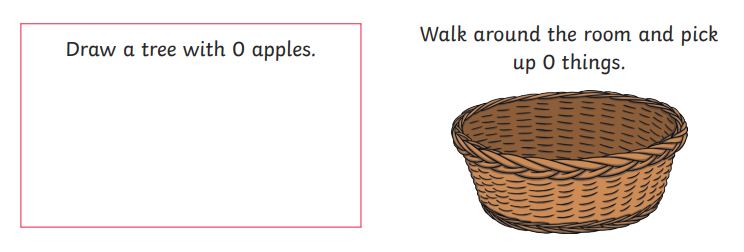 Draw a tree with 0 apples.
Walk around the room and pick
up 0 things.